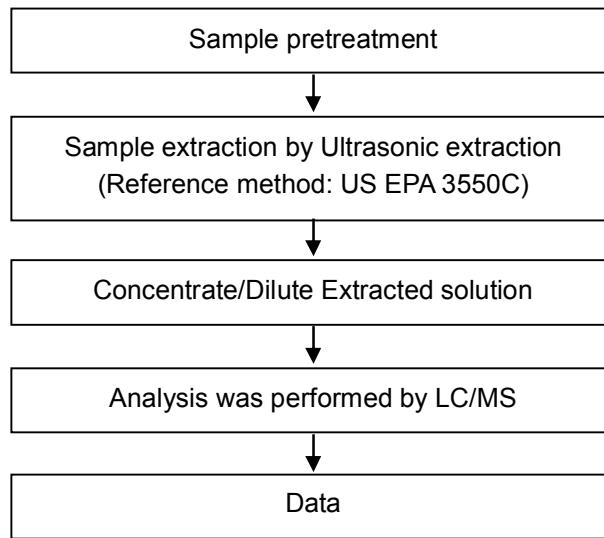 Sample pretreatment
Sample extraction by Ultrasonic extraction
(Reference method: US EPA 3550C)
Concentrate/Dilute Extracted solution
Analysis was performed by LC/MS
Data